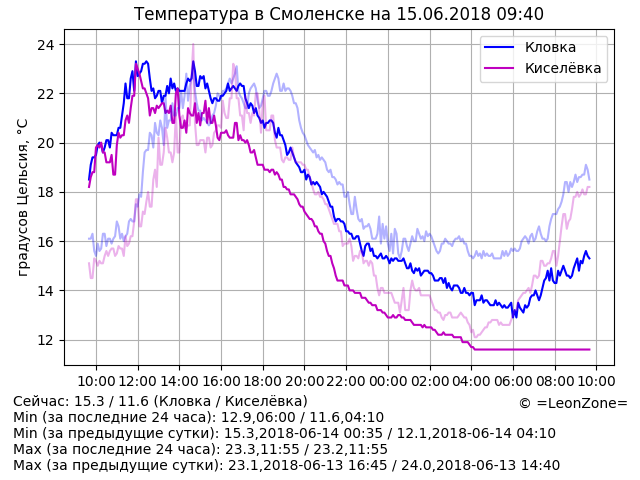 Температура в Смоленске на 15.06.2018 09:40
градусов Цельсия, °C
24
22
20
18
16
14
12
Кловка
Киселёвка
10:00 12:00 14:00 16:00 18:00 20:00 22:00 00:00 02:00 04:00 06:00 08:00 10:00
Сейчас: 15.3 / 11.6 (Кловка / Киселёвка)
© =LeonZone=
Min (за последние 24 часа): 12.9,06:00 / 11.6,04:10
Min (за предыдущие сутки): 15.3,2018-06-14 00:35 / 12.1,2018-06-14 04:10
Max (за последние 24 часа): 23.3,11:55 / 23.2,11:55
Max (за предыдущие сутки): 23.1,2018-06-13 16:45 / 24.0,2018-06-13 14:40